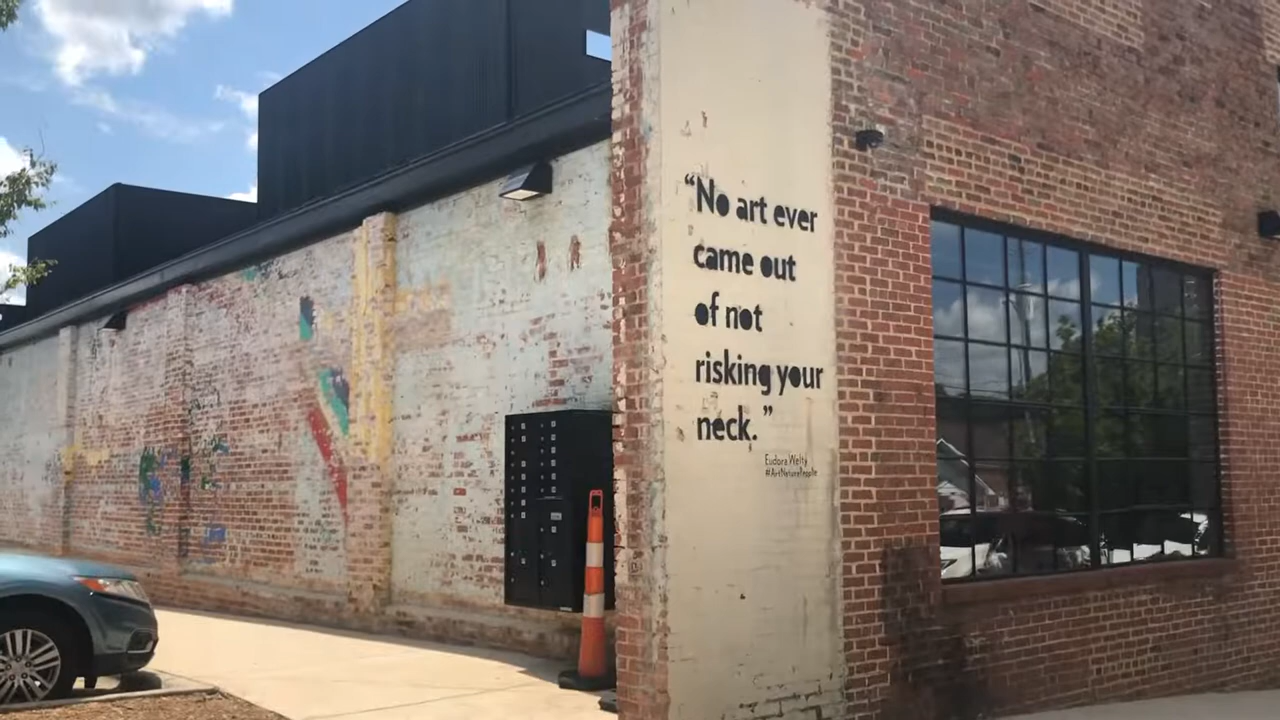 “No art ever
came out
of not
risking your
neck.”
Eudora Welty
#ArtNaturePeople